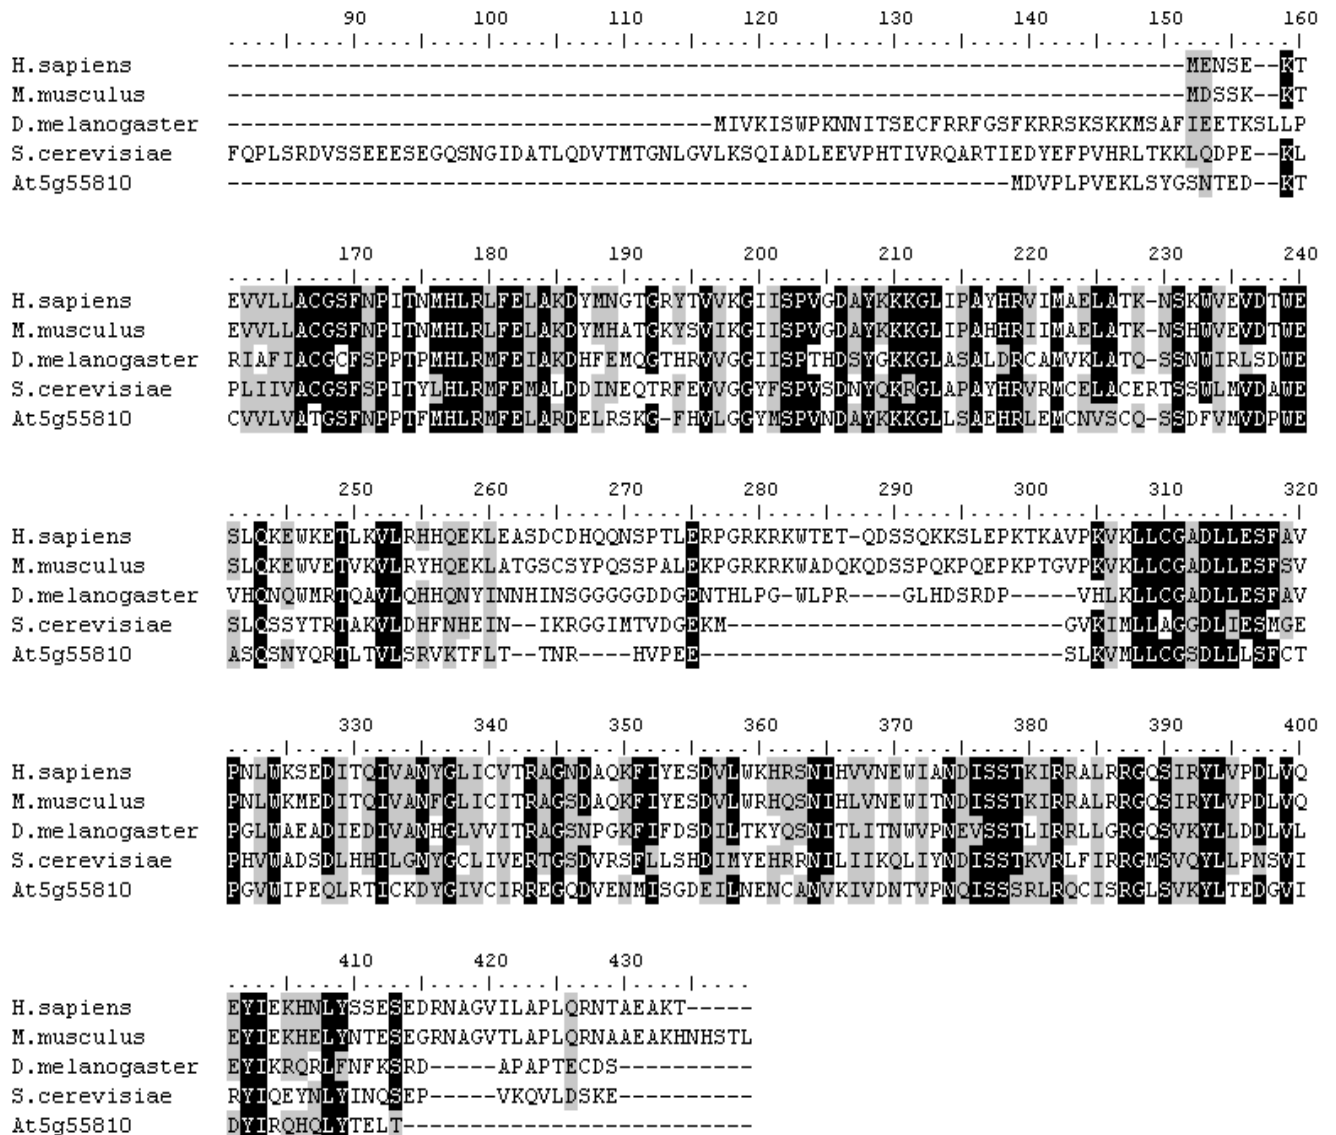 90 100 110 120 130 140 150 160
....|....|....|....|....|....|....|....|....|....|....|....|....|....|....|....|
H.sapiens -----------------------------------------------------------------------MENSE--KT
M.musculus -----------------------------------------------------------------------MDSSK--KT
D.melanogaster ------------------------------------MIVKISWPKNNITSECFRRFGSFKRRSKSKKMSAFIEETKSLLP
S.cerevisiae FQPLSRDVSSEEESEGQSNGIDATLQDVTMTGNLGVLKSQIADLEEVPHTIVRQARTIEDYEFPVHRLTKKLQDPE--KL
At5g55810 ----------------------------------------------------------MDVPLPVEKLSYGSNTED--KT
170 180 190 200 210 220 230 240
....|....|....|....|....|....|....|....|....|....|....|....|....|....|....|....|
H.sapiens EVVLLACGSFNPITNMHLRLFELAKDYMNGTGRYTVVKGIISPVGDAYKKKGLIPAYHRVIMAELATK-NSKWVEVDTWE
M.musculus EVVLLACGSFNPITNMHLRLFELAKDYMHATGKYSVIKGIISPVGDAYKKKGLIPAHHRIIMAELATK-NSHWVEVDTWE
D.melanogaster RIAFIACGCFSPPTPMHLRMFEIAKDHFEMQGTHRVVGGIISPTHDSYGKKGLASALDRCAMVKLATQ-SSNWIRLSDWE
S.cerevisiae PLIIVACGSFSPITYLHLRMFEMALDDINEQTRFEVVGGYFSPVSDNYQKRGLAPAYHRVRMCELACERTSSWLMVDAWE
At5g55810 CVVLVATGSFNPPTFMHLRMFELARDELRSKG-FHVLGGYMSPVNDAYKKKGLLSAEHRLEMCNVSCQ-SSDFVMVDPWE
250 260 270 280 290 300 310 320
....|....|....|....|....|....|....|....|....|....|....|....|....|....|....|....|
H.sapiens SLQKEWKETLKVLRHHQEKLEASDCDHQQNSPTLERPGRKRKWTET-QDSSQKKSLEPKTKAVPKVKLLCGADLLESFAV
M.musculus SLQKEWVETVKVLRYHQEKLATGSCSYPQSSPALEKPGRKRKWADQKQDSSPQKPQEPKPTGVPKVKLLCGADLLESFSV
D.melanogaster VHQNQWMRTQAVLQHHQNYINNHINSGGGGGDDGENTHLPG-WLPR----GLHDSRDP-----VHLKLLCGADLLESFAV
S.cerevisiae SLQSSYTRTAKVLDHFNHEIN--IKRGGIMTVDGEKM-------------------------GVKIMLLAGGDLIESMGE
At5g55810 ASQSNYQRTLTVLSRVKTFLT--TNR----HVPEE---------------------------SLKVMLLCGSDLLLSFCT
330 340 350 360 370 380 390 400
....|....|....|....|....|....|....|....|....|....|....|....|....|....|....|....|
H.sapiens PNLWKSEDITQIVANYGLICVTRAGNDAQKFIYESDVLWKHRSNIHVVNEWIANDISSTKIRRALRRGQSIRYLVPDLVQ
M.musculus PNLWKMEDITQIVANFGLICITRAGSDAQKFIYESDVLWRHQSNIHLVNEWITNDISSTKIRRALRRGQSIRYLVPDLVQ
D.melanogaster PGLWAEADIEDIVANHGLVVITRAGSNPGKFIFDSDILTKYQSNITLITNWVPNEVSSTLIRRLLGRGQSVKYLLDDLVL
S.cerevisiae PHVWADSDLHHILGNYGCLIVERTGSDVRSFLLSHDIMYEHRRNILIIKQLIYNDISSTKVRLFIRRGMSVQYLLPNSVI
At5g55810 PGVWIPEQLRTICKDYGIVCIRREGQDVENMISGDEILNENCANVKIVDNTVPNQISSSRLRQCISRGLSVKYLTEDGVI
410 420 430
....|....|....|....|....|....|....|....
H.sapiens EYIEKHNLYSSESEDRNAGVILAPLQRNTAEAKT-----
M.musculus EYIEKHELYNTESEGRNAGVTLAPLQRNAAEAKHNHSTL
D.melanogaster EYIKRQRLFNFKSRD-----APAPTECDS----------
S.cerevisiae RYIQEYNLYINQSEP-----VKQVLDSKE----------
At5g55810 DYIRQHQLYTELT--------------------------